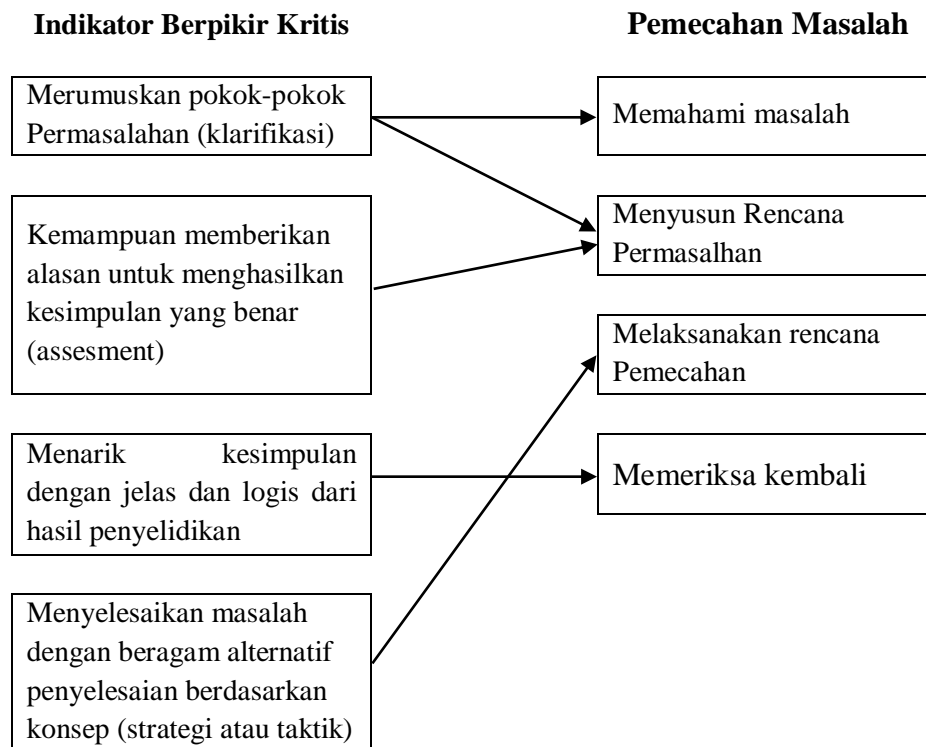 Indikator Berpikir Kritis
Pemecahan Masalah
Merumuskan pokok-pokok
Permasalahan (klarifikasi)
Memahami masalah
Kemampuan memberikan
alasan untuk menghasilkan
kesimpulan yang benar
(assesment)
Menyusun Rencana
Permasalhan
Melaksanakan rencana
Pemecahan
Menarik kesimpulan
dengan jelas dan logis dari
hasil penyelidikan
Memeriksa kembali
Menyelesaikan masalah
dengan beragam alternatif
penyelesaian berdasarkan
konsep (strategi atau taktik)